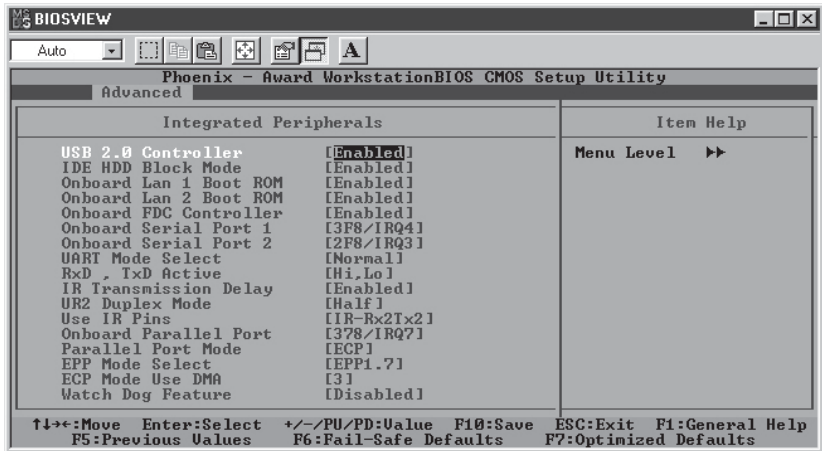 BIOSVIEW
Auto A
Phoenix - Award WorkstationBIOS CMOS Setup Utility
Advanced
Integrated Peripherals Item Help
USB 2.0 Controller [Enabled] Menu Level ▶▶
IDE HDD Block Mode [Enabled]
Onboard Lan 1 Boot ROM [Enabled]
Onboard Lan 2 Boot ROM [Enabled]
Onboard FDC Controller [Enabled]
Onboard Serial Port 1 [3F8/IRQ4]
Onboard Serial Port 2 [2F8/IRQ3]
UART Mode Select [Normal]
RxD , TxD Active [Hi,Lo]
IR Transmission Delay [Enabled]
UR2 Duplex Mode [Half]
Use IR Pins [IR-Rx2Tx2]
Onboard Parallel Port [378/IRQ7]
Parallel Port Mode [ECP]
EPP Mode Select [EPP1.7]
ECP Mode Use DMA [3]
Watch Dog Feature [Disabled]
↑↓→←:Move Enter:Select +/-/PU/PD:Value F10:Save ESC:Exit F1:General Help
F5:Previous Values F6:Fail-Safe Defaults F7:Optimized Defaults